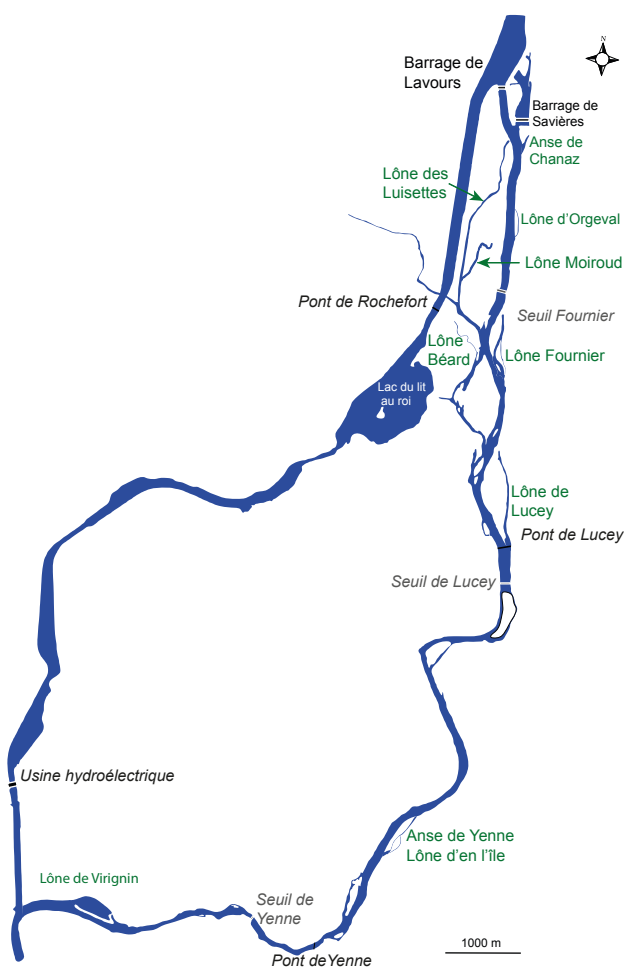 N
Barrage de
Lavours
Barrage de
Savières
Anse de
Chanaz
Lône des
Luisettes
Lône d'Orgeval
Lône Moiroud
Pont de Rochefort
Seuil Fournier
Lône
Béard
Lône Fournier
Lac du lit
au roi
Lône de
Lucey
Pont de Lucey
Seuil de Lucey
Usine hydroélectrique
Anse de Yenne
Lône d'en l'île
Lône de Virignin
Seuil de
Yenne
Pont deYenne
1000 m